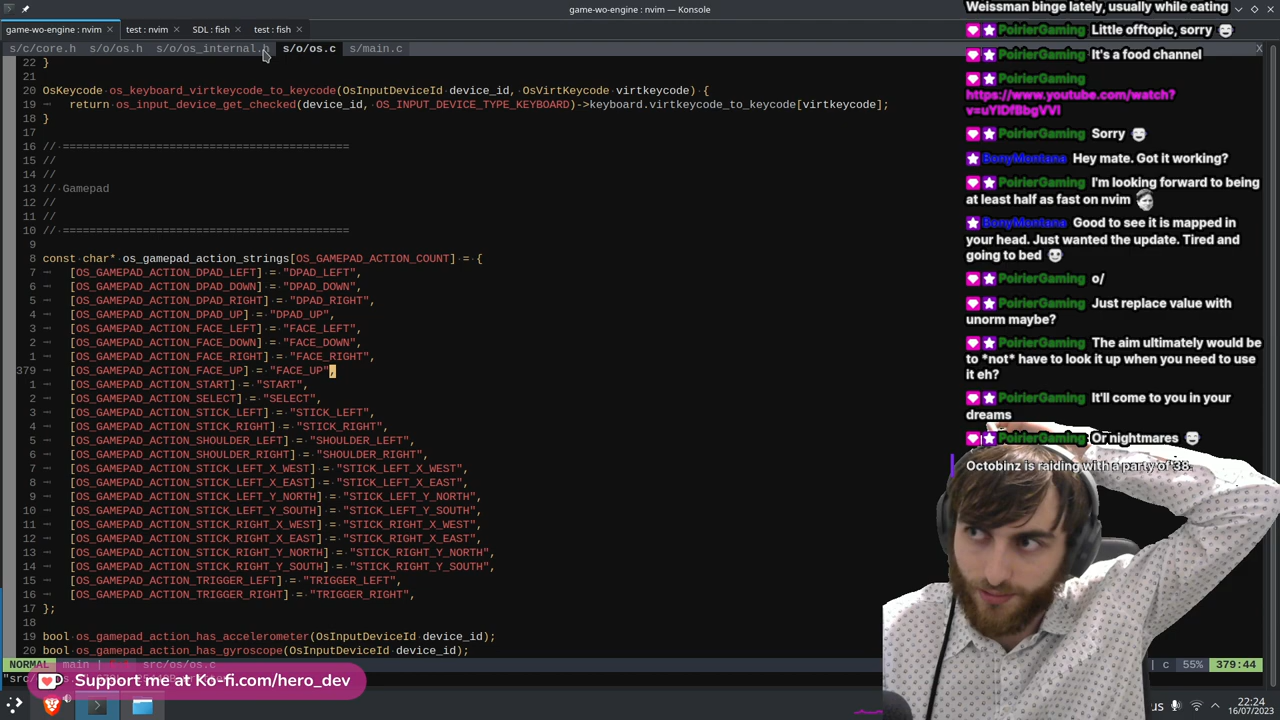 game-wo-engine : nvim — Konsole
game-wo-engine : nvim
test : nvim
SDL : fish
test : fish
s/c/core.h s/o/os.h s/o/os_internal. s/o/os.c s/main.c X
22 }
21
20 OsKeycode os_keyboard_virtkeycode_to_keycode(OsInputDeviceId device_id, OsVirtKeycode virtkeycode) {
19 return os_input_device_get_checked(device_id, OS_INPUT_DEVICE_TYPE_KEYBOARD)->keyboard.virtkeycode_to_keycode[virtkeycode];
18 }
17
16 // ===========================================
15 //
14 //
13 // Gamepad
12 //
11 //
10 // ===========================================
9
8 const char* os_gamepad_action_strings[OS_GAMEPAD_ACTION_COUNT] = {
7 [OS_GAMEPAD_ACTION_DPAD_LEFT] = "DPAD_LEFT",
6 [OS_GAMEPAD_ACTION_DPAD_DOWN] = "DPAD_DOWN",
5 [OS_GAMEPAD_ACTION_DPAD_RIGHT] = "DPAD_RIGHT",
4 [OS_GAMEPAD_ACTION_DPAD_UP] = "DPAD_UP",
3 [OS_GAMEPAD_ACTION_FACE_LEFT] = "FACE_LEFT",
2 [OS_GAMEPAD_ACTION_FACE_DOWN] = "FACE_DOWN",
1 [OS_GAMEPAD_ACTION_FACE_RIGHT] = "FACE_RIGHT",
379 [OS_GAMEPAD_ACTION_FACE_UP] = "FACE_UP",
1 [OS_GAMEPAD_ACTION_START] = "START",
2 [OS_GAMEPAD_ACTION_SELECT] = "SELECT",
3 [OS_GAMEPAD_ACTION_STICK_LEFT] = "STICK_LEFT",
4 [OS_GAMEPAD_ACTION_STICK_RIGHT] = "STICK_RIGHT",
5 [OS_GAMEPAD_ACTION_SHOULDER_LEFT] = "SHOULDER_LEFT",
6 [OS_GAMEPAD_ACTION_SHOULDER_RIGHT] = "SHOULDER_RIGHT",
7 [OS_GAMEPAD_ACTION_STICK_LEFT_X_WEST] = "STICK_LEFT_X_WEST",
8 [OS_GAMEPAD_ACTION_STICK_LEFT_X_EAST] = "STICK_LEFT_X_EAST",
9 [OS_GAMEPAD_ACTION_STICK_LEFT_Y_NORTH] = "STICK_LEFT_Y_NORTH",
10 [OS_GAMEPAD_ACTION_STICK_LEFT_Y_SOUTH] = "STICK_LEFT_Y_SOUTH",
11 [OS_GAMEPAD_ACTION_STICK_RIGHT_X_WEST] = "STICK_RIGHT_X_WEST",
12 [OS_GAMEPAD_ACTION_STICK_RIGHT_X_EAST] = "STICK_RIGHT_X_EAST",
13 [OS_GAMEPAD_ACTION_STICK_RIGHT_Y_NORTH] = "STICK_RIGHT_Y_NORTH",
14 [OS_GAMEPAD_ACTION_STICK_RIGHT_Y_SOUTH] = "STICK_RIGHT_Y_SOUTH",
15 [OS_GAMEPAD_ACTION_TRIGGER_LEFT] = "TRIGGER_LEFT",
16 [OS_GAMEPAD_ACTION_TRIGGER_RIGHT] = "TRIGGER_RIGHT",
17 };
18
19 bool os_gamepad_action_has_accelerometer(OsInputDeviceId device_id);
20 bool os_gamepad_action_has_gyroscope(OsInputDeviceId device_id);
NORMAL main | src/os/os.c | c 55% 379:44
Support me at Ko-fi.com/hero_dev
us 22:24
16/07/2023
Weissman binge lately, usually while eating
PoirierGaming Little offtopic, sorry
PoirierGaming It's a food channel
PoirierGaming
https://www.youtube.com/watch?
PoirierGaming Sorry
BonyMontana Hey mate. Got it working?
PoirierGaming I'm looking forward to being
at least half as fast on nvim
BonyMontana Good to see it is mapped in
your head. Just wanted the update. Tired and
going to bed
PoirierGaming o/
PoirierGaming Just replace value with
unorm maybe?
PoirierGaming The aim ultimately would be
to *not* have to look it up when you need to use
it eh?
PoirierGaming It'll come to you in your
dreams
PoirierGaming Or nightmares
Octobinz is raiding with a party of 38.